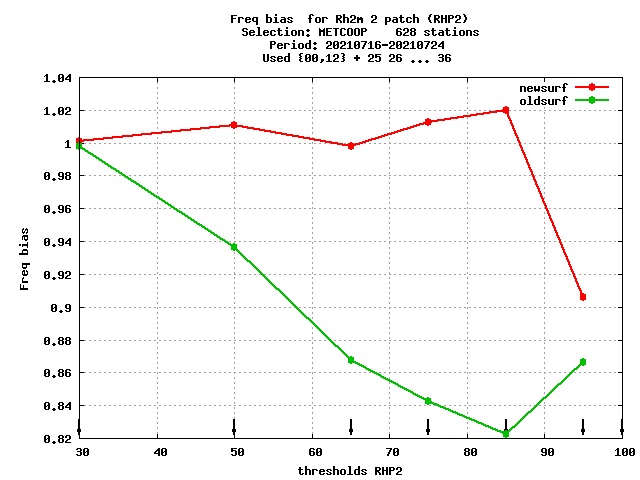 Freq bias  for Rh2m 2 patch (RHP2)
Selection: METCOOP    628 stations
Period: 20210716-20210724
Used {00,12} + 25 26 ... 36
1.04
1.02
1
0.98
0.96
0.94
0.92
0.9
0.88
0.86
0.84
0.82
Freq bias
newsurf
oldsurf
30 40 50 60 70 80 90 100
thresholds RHP2